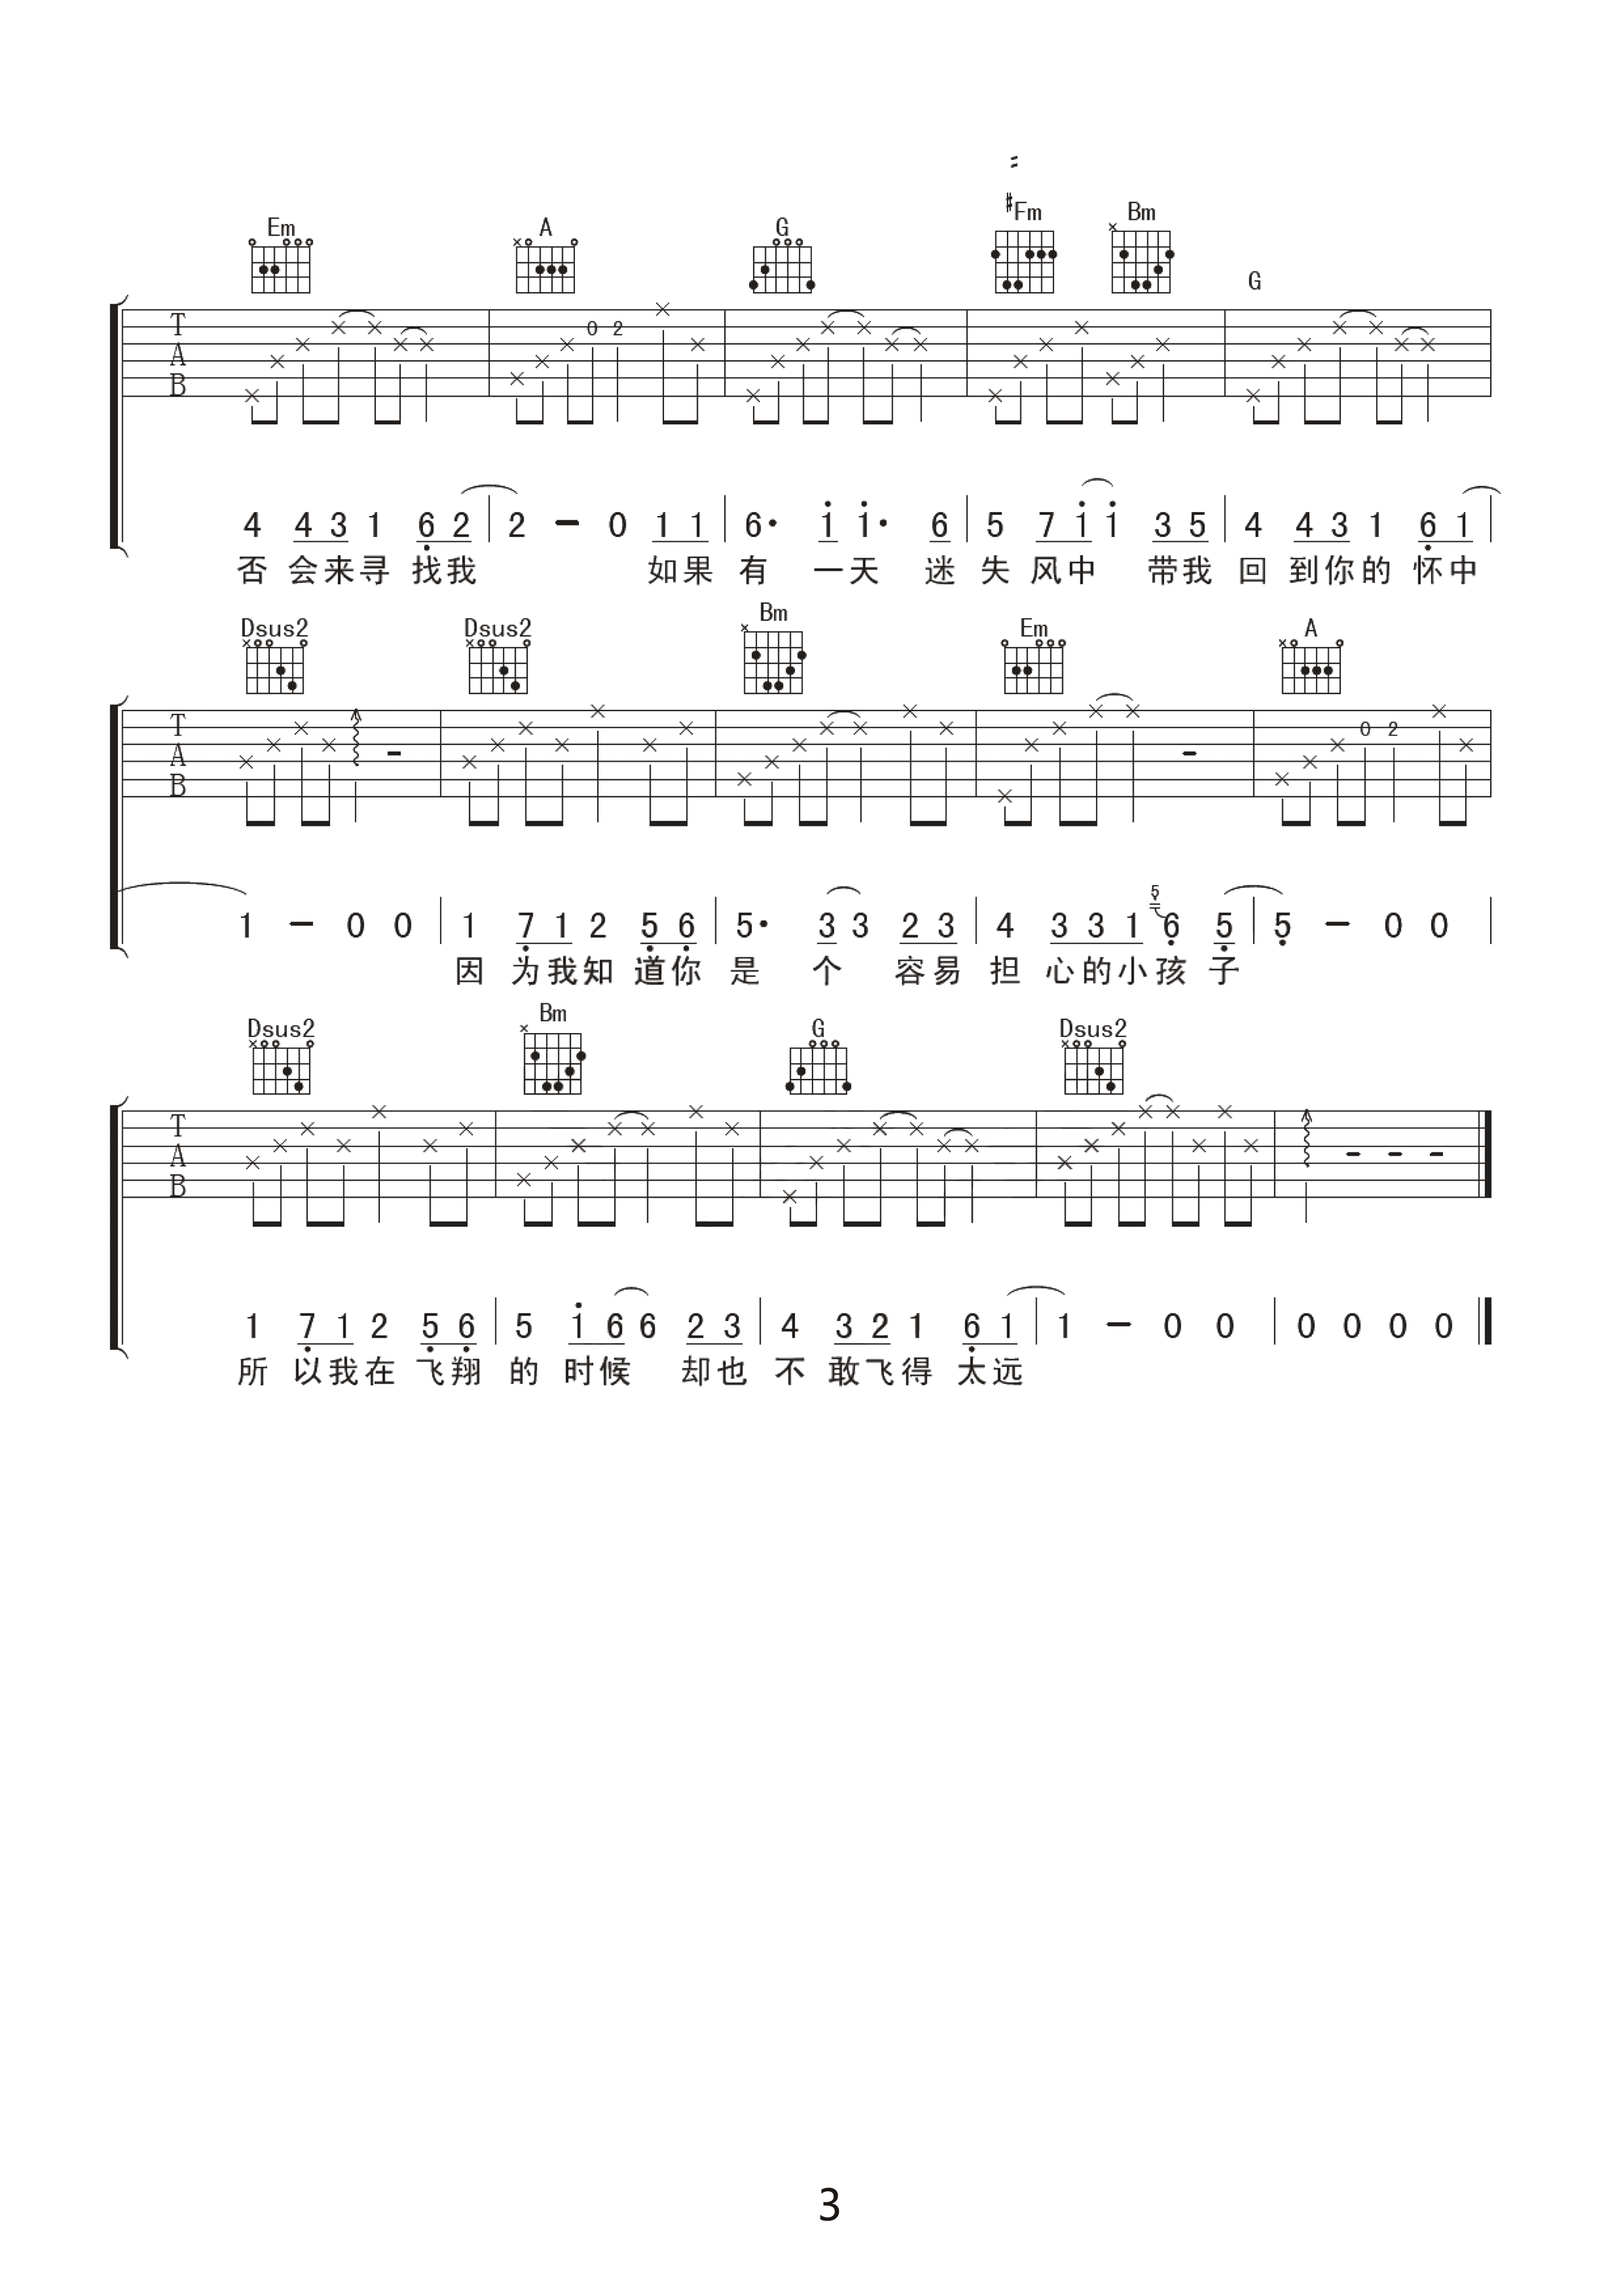 ♯Fm Bm
Em A G G
T A B 0 2
4 4 3 1 6 2 2 - 0 1 1 6· 1 1· 6 5 7 1 1 3 5 4 4 3 1 6 1
否 会来寻 找我 如果 有 一天 迷 失 风中 带我 回 到你的 怀中
Dsus2 Dsus2 Bm Em A
T A B 0 2
5
1 - 0 0 1 7 1 2 5 6 5· 3 3 2 3 4 3 3 1 6 5 5 - 0 0
因 为我知 道你 是 个 容易 担 心的小孩 子
Dsus2 Bm G Dsus2
T A B
1 7 1 2 5 6 5 1 6 6 2 3 4 3 2 1 6 1 1 - 0 0 0 0 0 0
所 以我在 飞翔 的 时候 却也 不 敢飞得 太远
3